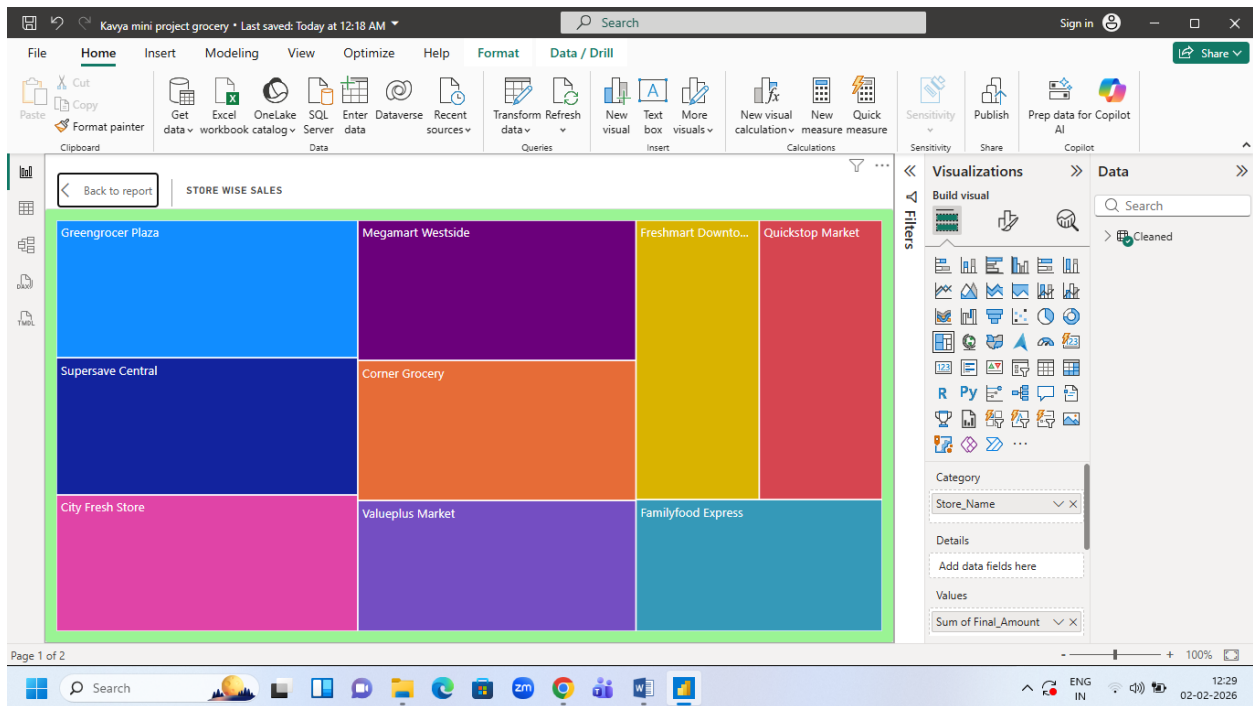 Kavya mini project grocery • Last saved: Today at 12:18 AM
Search
Sign in
File Home Insert Modeling View Optimize Help Format Data / Drill
Share
Paste
Cut
Copy
Format painter
Clipboard
Get data
Excel workbook
OneLake catalog
SQL Server
Enter data
Dataverse
Recent sources
Data
Transform data
Refresh
Queries
New visual
Text box
More visuals
Insert
New visual calculation
New measure
Quick measure
Calculations
Sensitivity
Sensitivity
Publish
Share
Prep data for AI
Copilot
Copilot
DAX
TMDL
Back to report
STORE WISE SALES
Greengrocer Plaza
Megamart Westside
Freshmart Downto...
Quickstop Market
Supersave Central
Corner Grocery
City Fresh Store
Valueplus Market
Familyfood Express
Filters
Visualizations
Build visual
123
R Py
Category
Store_Name
Details
Add data fields here
Values
Sum of Final_Amount
Data
Search
Cleaned
Page 1 of 2
100%
Search
zm
ENG
IN
12:29
02-02-2026